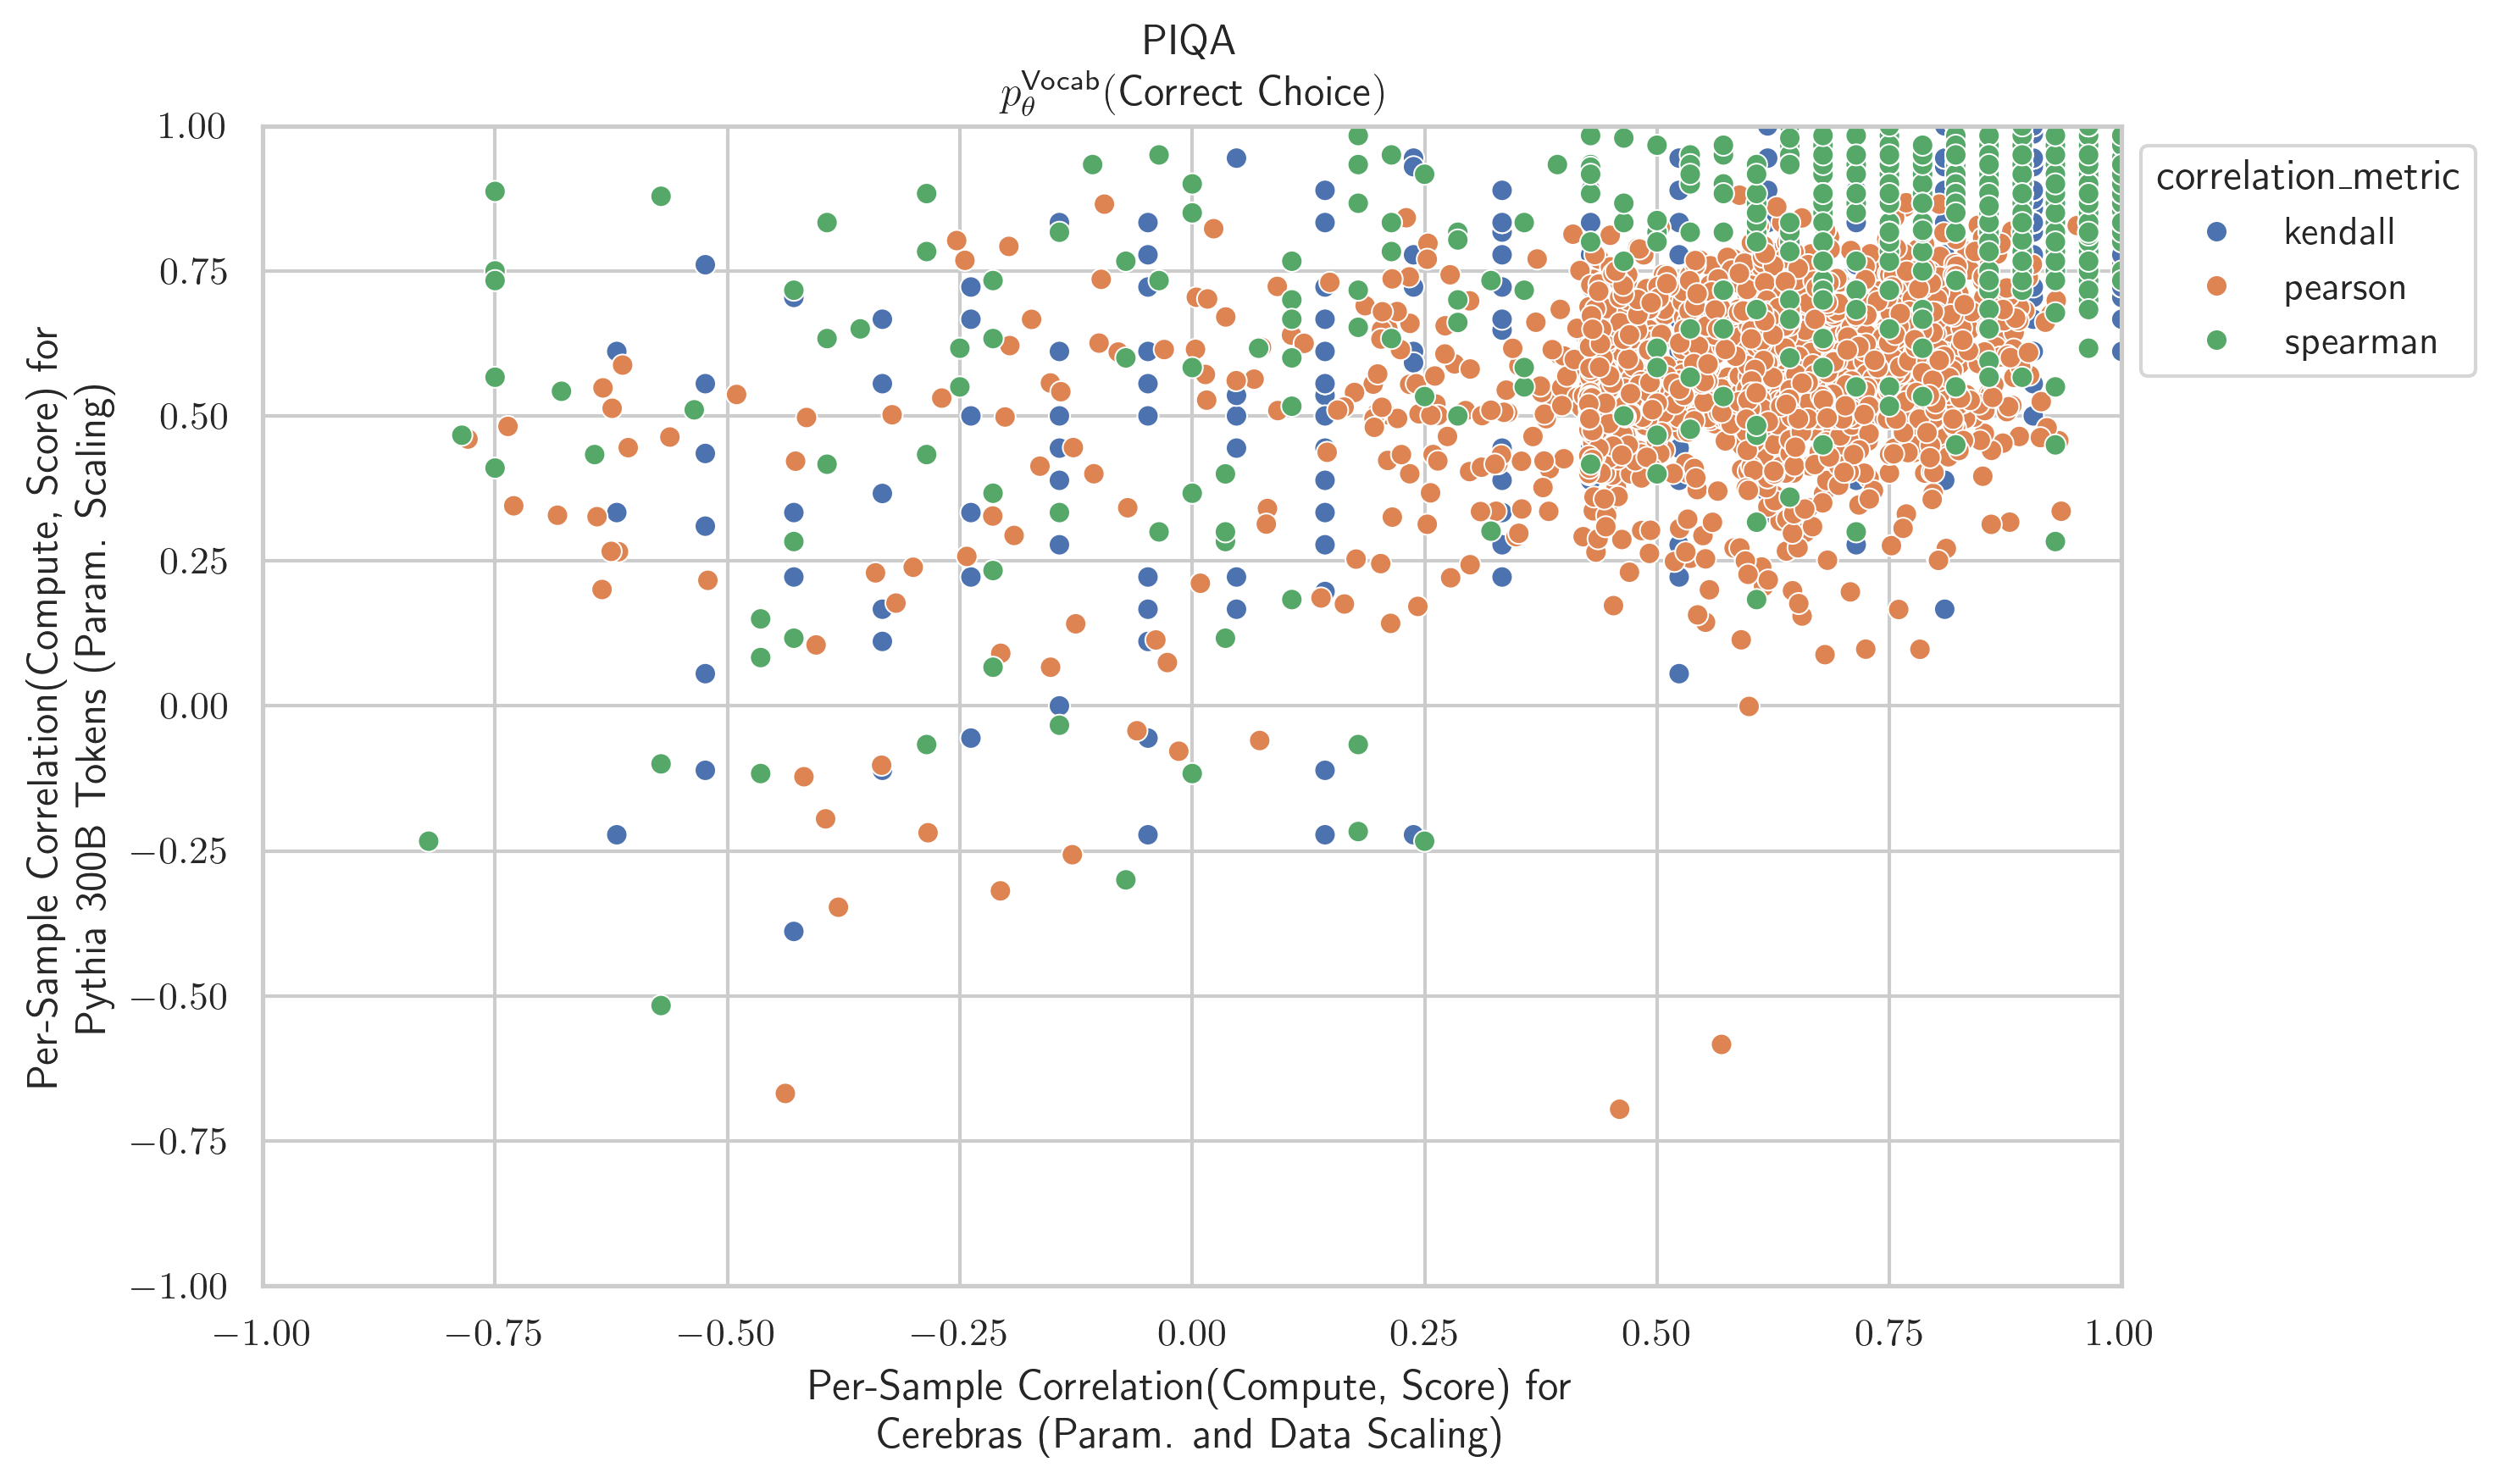 PIQA
p_θ^Vocab(Correct Choice)
Per-Sample Correlation(Compute, Score) for
Pythia 300B Tokens (Param. Scaling)
1.00
0.75
0.50
0.25
0.00
−0.25
−0.50
−0.75
−1.00
−1.00 −0.75 −0.50 −0.25 0.00 0.25 0.50 0.75 1.00
Per-Sample Correlation(Compute, Score) for
Cerebras (Param. and Data Scaling)
correlation_metric
kendall
pearson
spearman